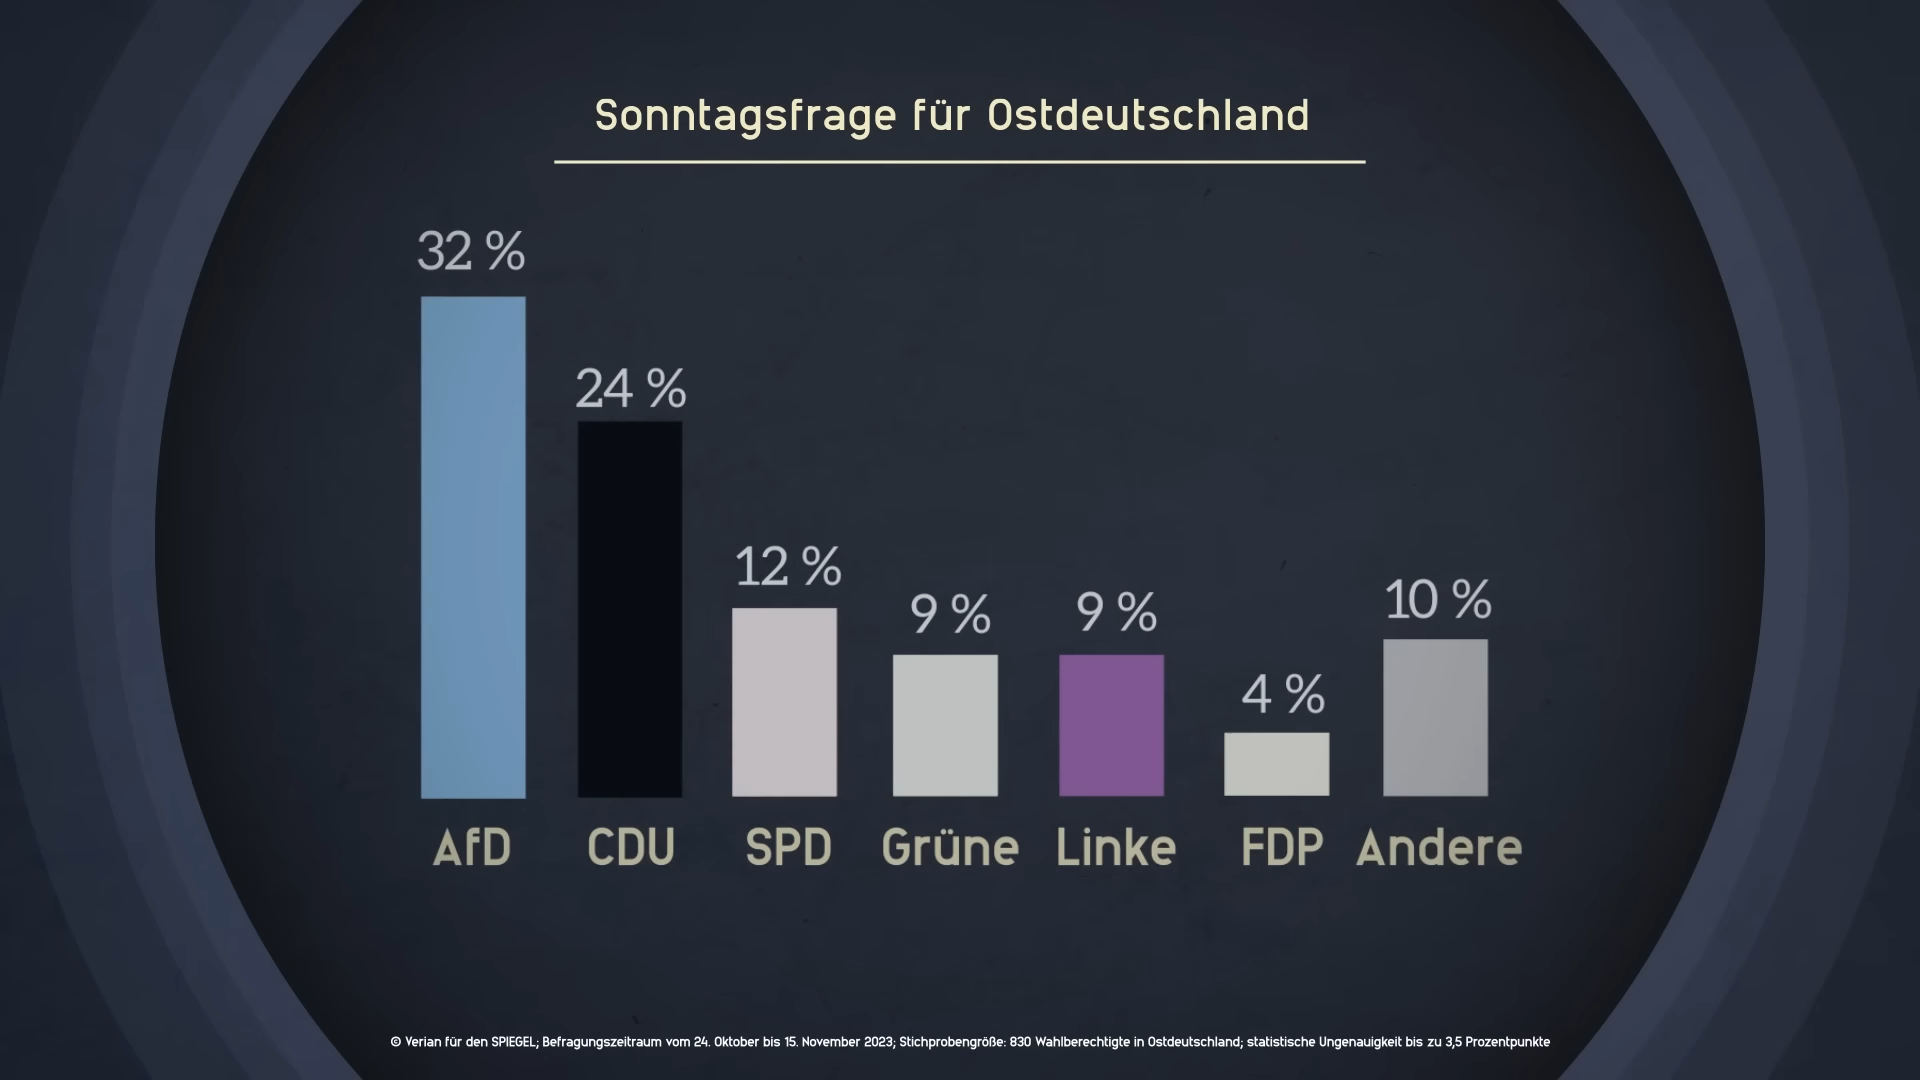 Sonntagsfrage für Ostdeutschland
32 %
24 %
12 %
9 %
9 %
4 %
10 %
AfD CDU SPD Grüne Linke FDP Andere
© Verian für den SPIEGEL; Befragungszeitraum vom 24. Oktober bis 15. November 2023; Stichprobengröße: 830 Wahlberechtigte in Ostdeutschland; statistische Ungenauigkeit bis zu 3,5 Prozentpunkte